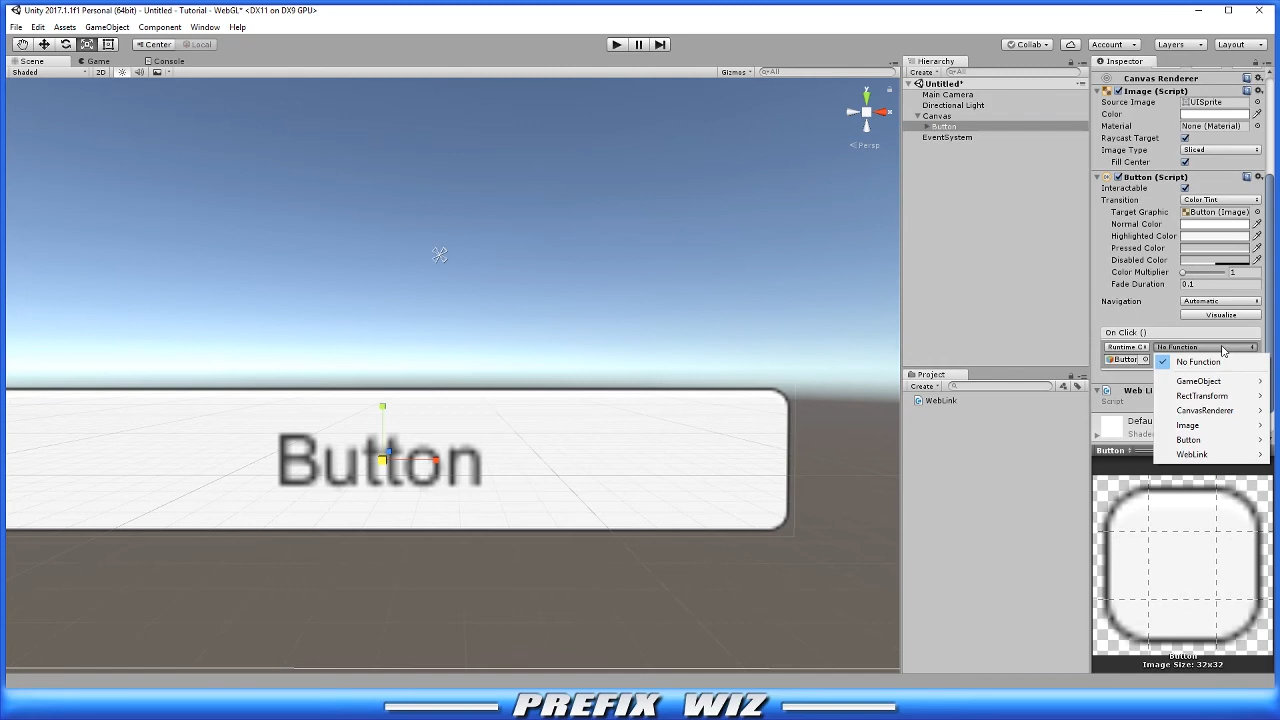 Unity 2017.1.1f1 Personal (64bit) - Untitled - Tutorial - WebGL* <DX11 on DX9 GPU>
File Edit Assets GameObject Component Window Help
Center Local Collab Account Layers Layout
Scene Game Console
Shaded 2D Gizmos All
y
x
Persp
Button
Hierarchy
Create All
Untitled*
Main Camera
Directional Light
Canvas
Button
EventSystem
Project
Create
WebLink
Inspector
Canvas Renderer
Image (Script)
Source Image UISprite
Color
Material None (Material)
Raycast Target
Image Type Sliced
Fill Center
Button (Script)
Interactable
Transition Color Tint
Target Graphic Button (Image)
Normal Color
Highlighted Color
Pressed Color
Disabled Color
Color Multiplier 1
Fade Duration 0.1
Navigation Automatic
Visualize
On Click ()
Runtime No Function
Button
No Function
GameObject
RectTransform
CanvasRenderer
Image
Button
WebLink
Web Li
Script
Defau
Shader
Button
Button
Image Size: 32x32
PREFIX WIZ